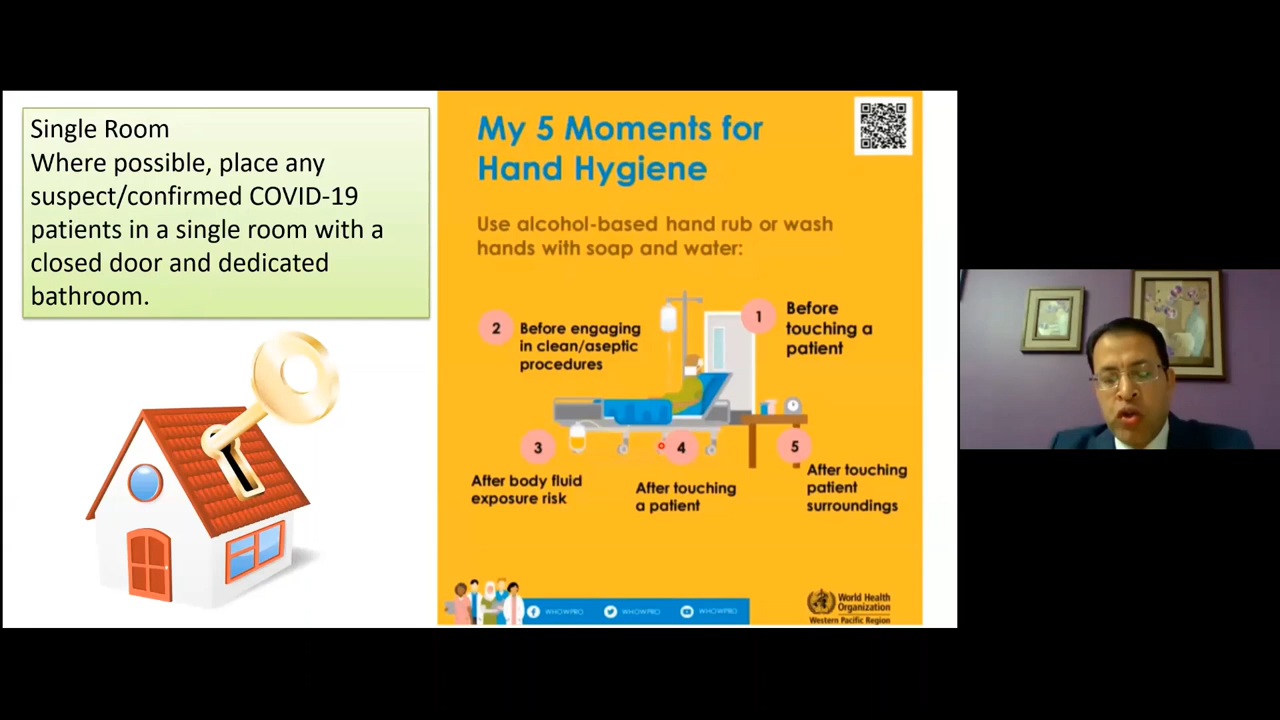 Single Room
Where possible, place any
suspect/confirmed COVID-19
patients in a single room with a
closed door and dedicated
bathroom.
My 5 Moments for
Hand Hygiene
Use alcohol-based hand rub or wash
hands with soap and water:
1
Before
touching a
patient
2
Before engaging
in clean/aseptic
procedures
3
After body fluid
exposure risk
4
After touching
a patient
5
After touching
patient
surroundings
WHOWPRO
WHOWPRO
WHOWPRO
World Health
Organization
Western Pacific Region